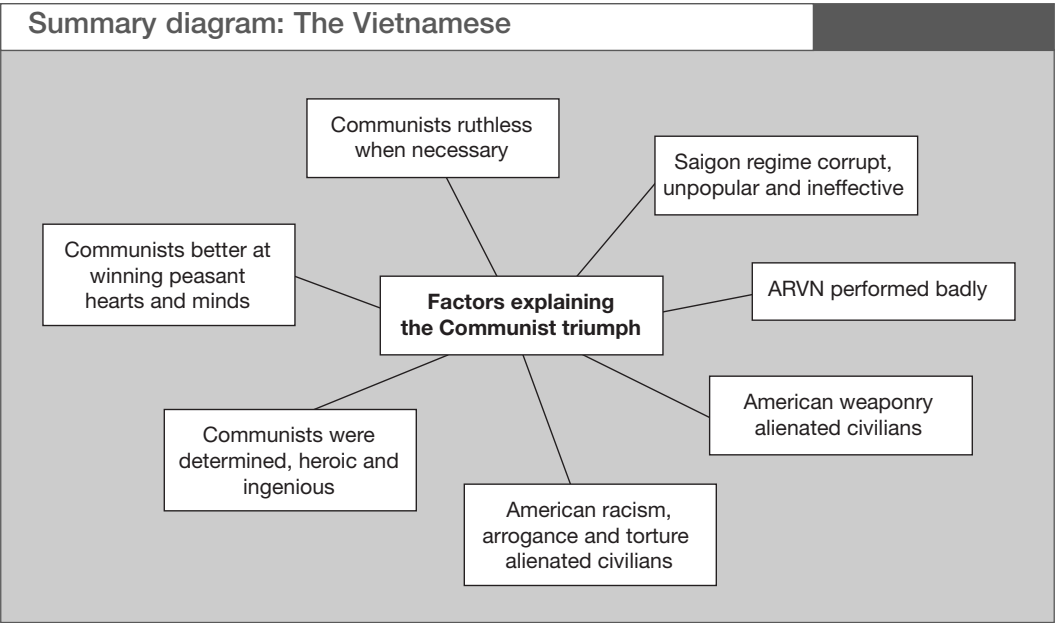 Summary diagram: The Vietnamese
Communists ruthless
when necessary
Saigon regime corrupt,
unpopular and ineffective
Communists better at
winning peasant
hearts and minds
Factors explaining
the Communist triumph
ARVN performed badly
American weaponry
alienated civilians
Communists were
determined, heroic and
ingenious
American racism,
arrogance and torture
alienated civilians